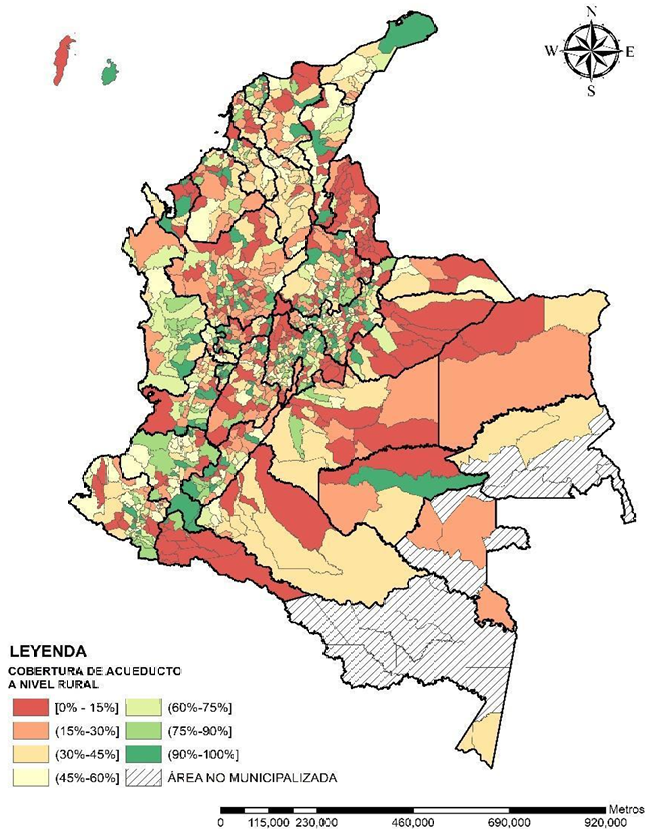 N
W E
S
LEYENDA
COBERTURA DE ACUEDUCTO
A NIVEL RURAL
[0% - 15%] (60%-75%]
(15%-30%] (75%-90%]
(30%-45%] (90%-100%]
(45%-60%] ÁREA NO MUNICIPALIZADA
Metros
0 115,000 230,000 460,000 690,000 920,000